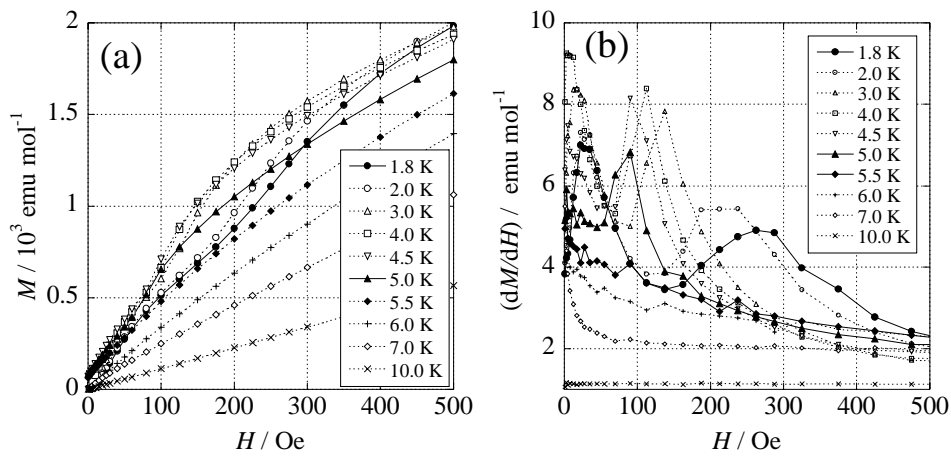 (a)
M / 10³ emu mol⁻¹
2
1.5
1
0.5
0
0 100 200 300 400 500
H / Oe
1.8 K
2.0 K
3.0 K
4.0 K
4.5 K
5.0 K
5.5 K
6.0 K
7.0 K
10.0 K
(b)
(dM/dH) / emu mol⁻¹
10
8
6
4
2
0 100 200 300 400 500
H / Oe
1.8 K
2.0 K
3.0 K
4.0 K
4.5 K
5.0 K
5.5 K
6.0 K
7.0 K
10.0 K